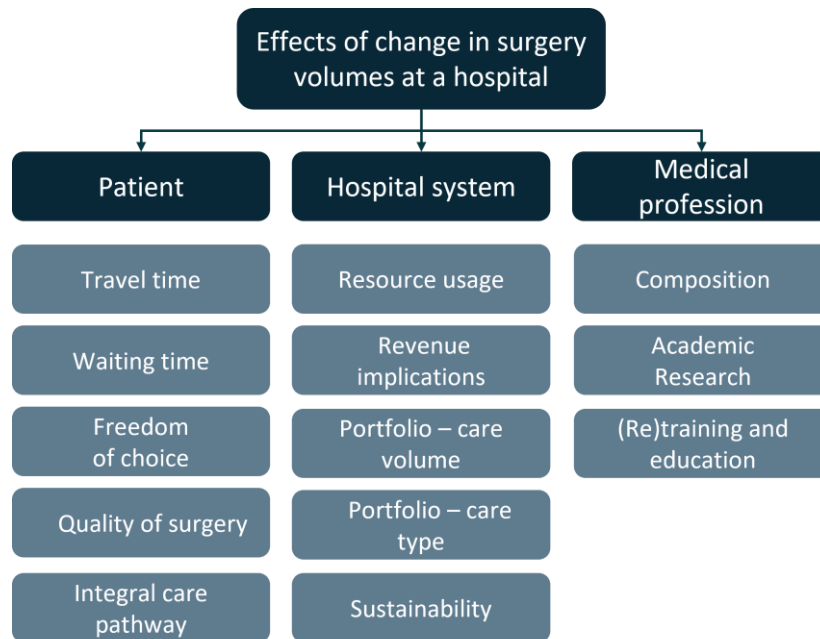 Effects of change in surgery
volumes at a hospital
Patient
Hospital system
Medical
profession
Travel time
Resource usage
Composition
Waiting time
Revenue
implications
Academic
Research
Freedom
of choice
Portfolio – care
volume
(Re)training and
education
Quality of surgery
Portfolio – care
type
Integral care
pathway
Sustainability